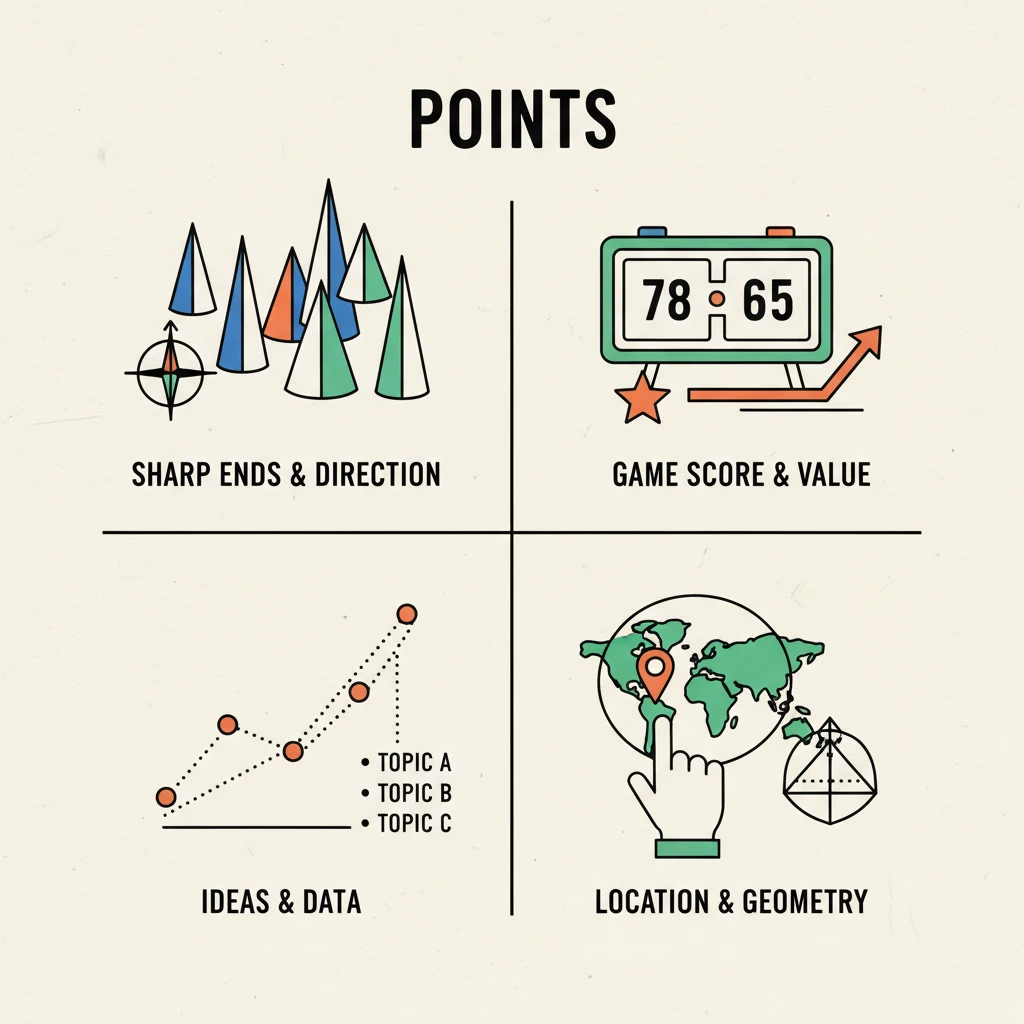 POINTS
78 65
SHARP ENDS & DIRECTION
GAME SCORE & VALUE
• TOPIC A
• TOPIC B
• TOPIC C
IDEAS & DATA
LOCATION & GEOMETRY